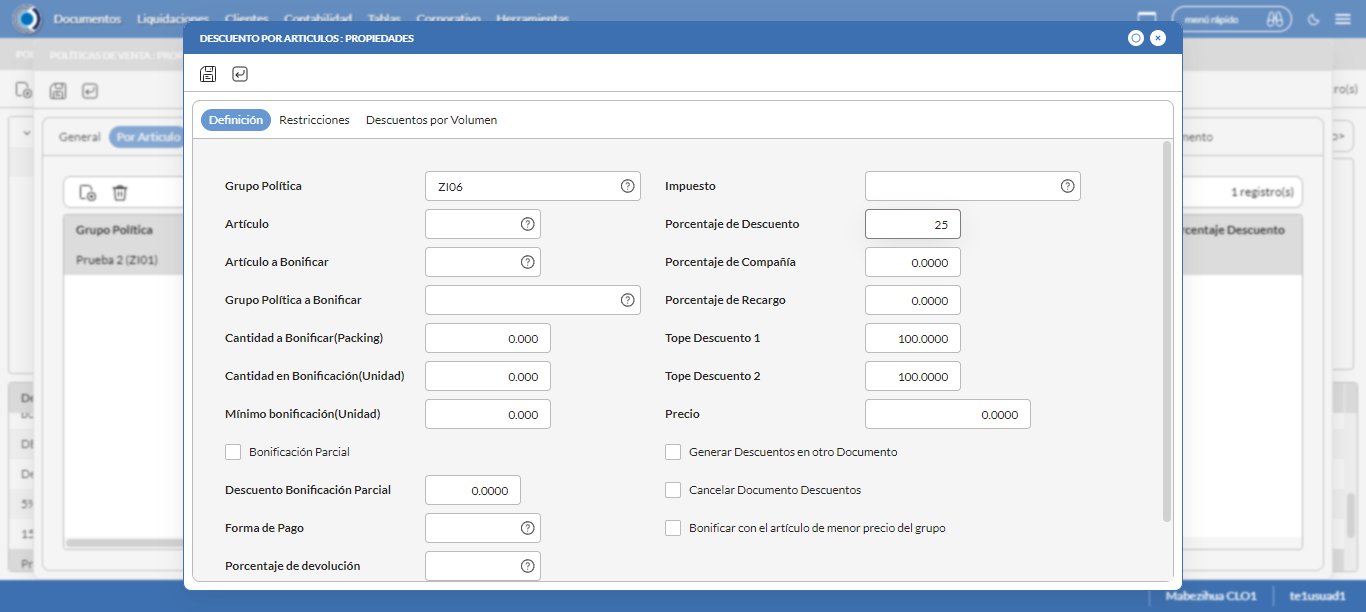 Documentos Liquidaciones Clientes Contabilidad Tablas Corporativo Herramientas menú rápido
DESCUENTO POR ARTICULOS : PROPIEDADES
POLÍTICAS DE VENTA : PROP
ro(s)
Definición Restricciones Descuentos por Volumen
General Por Artículo
mento
Grupo Política ZI06 ?
Impuesto ?
1 registro(s)
Artículo ?
Porcentaje de Descuento 25
Grupo Política
rcentaje Descuento
Prueba 2 (ZI01)
Artículo a Bonificar ?
Porcentaje de Compañía 0.0000
Grupo Política a Bonificar ?
Porcentaje de Recargo 0.0000
Cantidad a Bonificar(Packing) 0.000
Tope Descuento 1 100.0000
Cantidad en Bonificación(Unidad) 0.000
Tope Descuento 2 100.0000
Mínimo bonificación(Unidad) 0.000
Precio 0.0000
Bonificación Parcial
Generar Descuentos en otro Documento
Descuento Bonificación Parcial 0.0000
Cancelar Documento Descuentos
Forma de Pago ?
Bonificar con el artículo de menor precio del grupo
Porcentaje de devolución ?
Mabezihua CLO1 te1usuad1